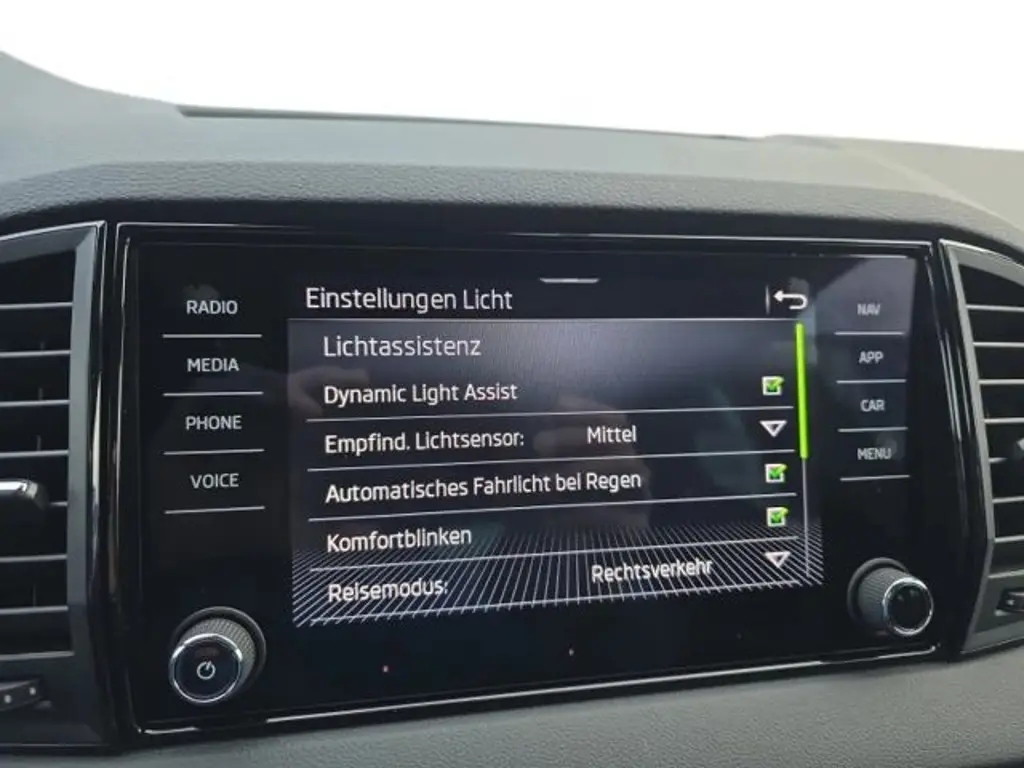 RADIO
MEDIA
PHONE
VOICE
Einstellungen Licht
Lichtassistenz
Dynamic Light Assist
Empfind. Lichtsensor: Mittel
Automatisches Fahrlicht bei Regen
Komfortblinken
Reisemodus: Rechtsverkehr
NAV
APP
CAR
MENU